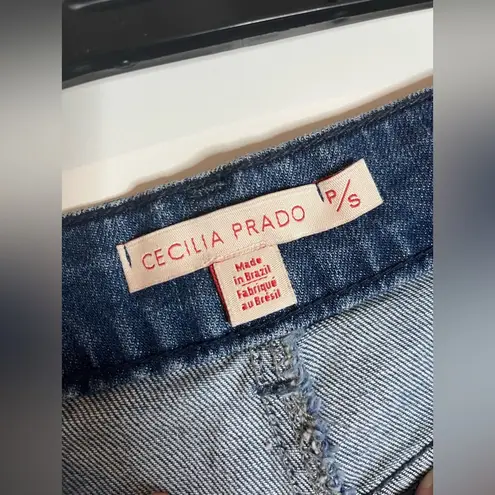 CECILIA PRADO
P/S
Made
in Brazil
Fabriqué
au Brésil